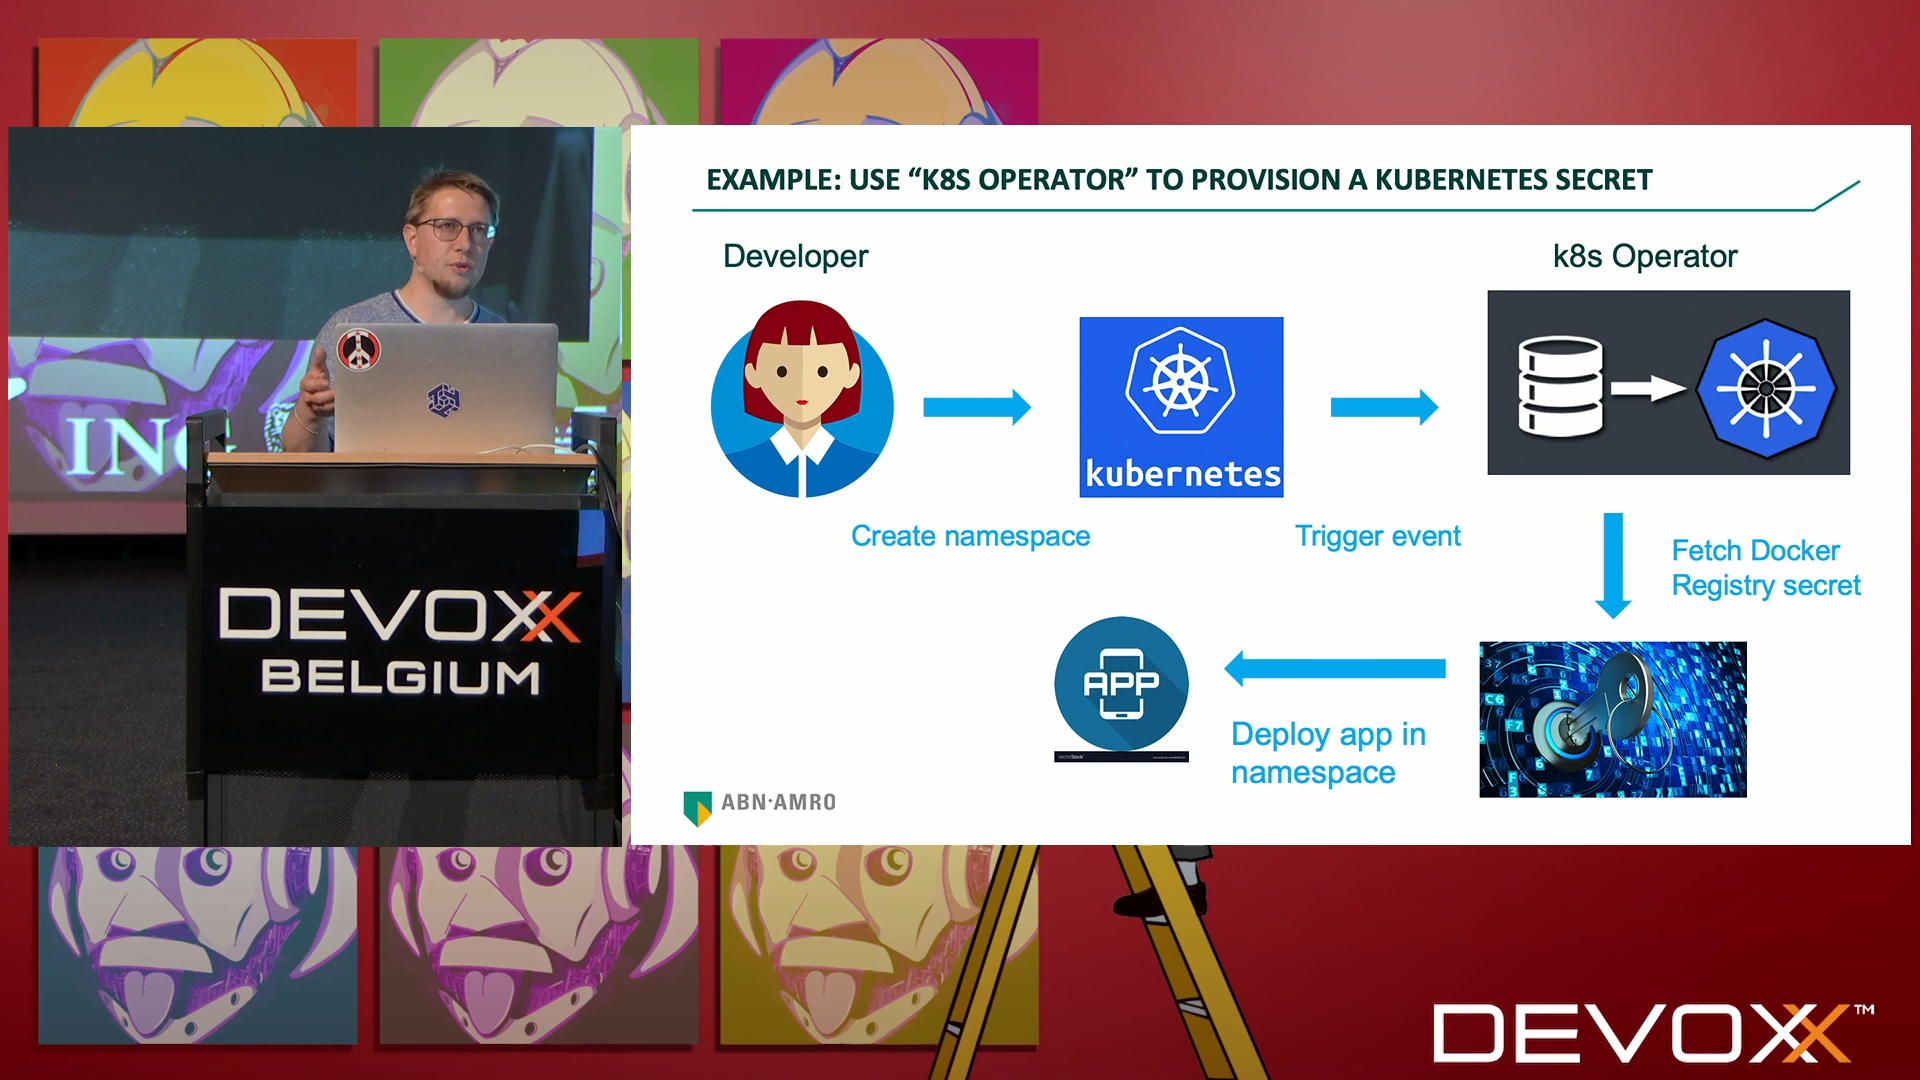 EXAMPLE: USE “K8S OPERATOR” TO PROVISION A KUBERNETES SECRET
Developer
k8s Operator
kubernetes
Create namespace
Trigger event
Fetch Docker
Registry secret
APP
Deploy app in
namespace
ABN·AMRO
ING
DEVOXX
BELGIUM
DEVOXX™